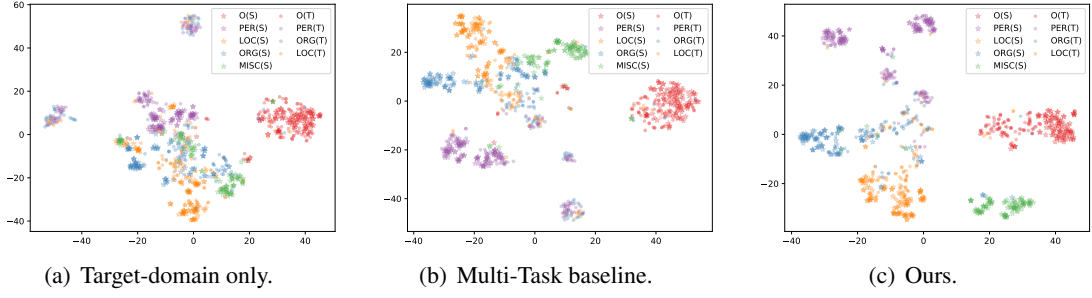 60
40
20
0
−20
−40
−40 −20 0 20 40
O(S) O(T)
PER(S) PER(T)
LOC(S) ORG(T)
ORG(S) LOC(T)
MISC(S)
(a) Target-domain only.
40
20
0
−20
−40
−40 −20 0 20 40
O(S) O(T)
PER(S) PER(T)
LOC(S) ORG(T)
ORG(S) LOC(T)
MISC(S)
(b) Multi-Task baseline.
40
20
0
−20
−40 −20 0 20 40
O(S) O(T)
PER(S) PER(T)
LOC(S) ORG(T)
ORG(S) LOC(T)
MISC(S)
(c) Ours.